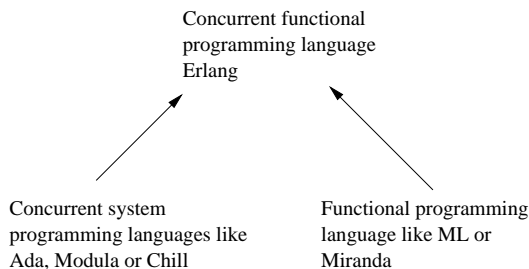 Concurrent functional
programming language
Erlang
Concurrent system
programming languages like
Ada, Modula or Chill
Functional programming
language like ML or
Miranda